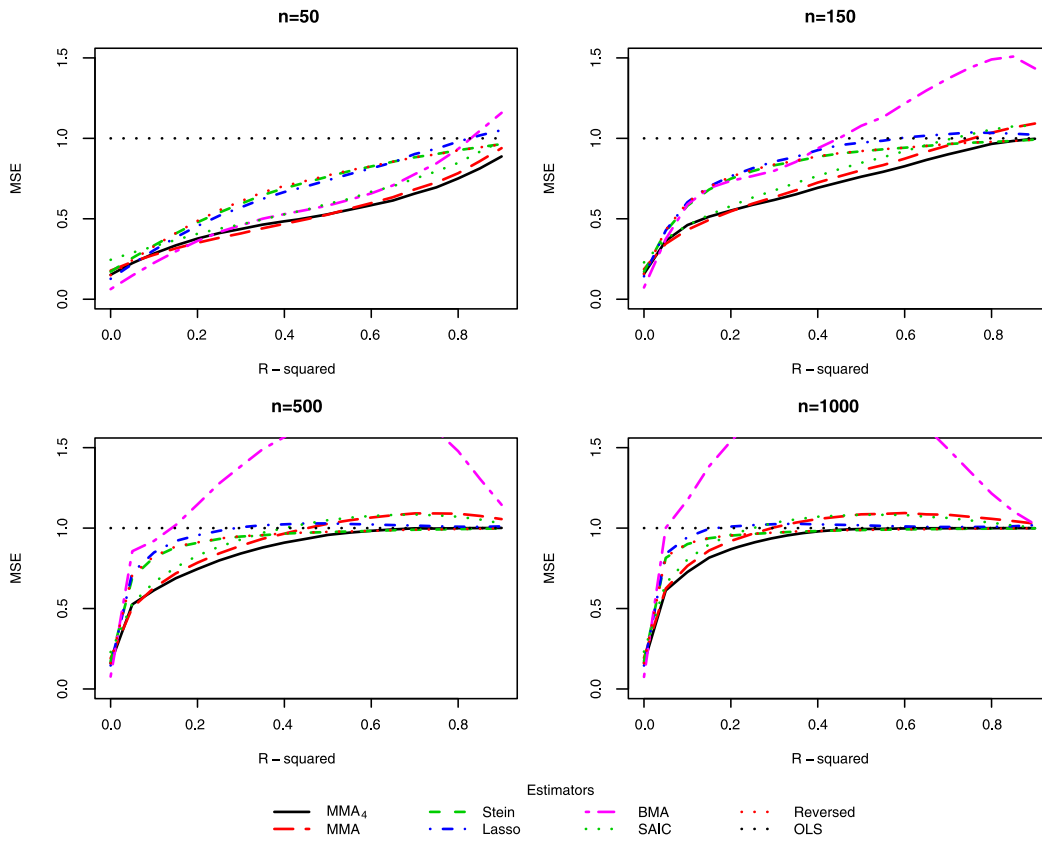 n=50
n=150
MSE
0.0 0.5 1.0 1.5
0.0 0.2 0.4 0.6 0.8
R − squared
MSE
0.0 0.5 1.0 1.5
0.0 0.2 0.4 0.6 0.8
R − squared
n=500
n=1000
MSE
0.0 0.5 1.0 1.5
0.0 0.2 0.4 0.6 0.8
R − squared
MSE
0.0 0.5 1.0 1.5
0.0 0.2 0.4 0.6 0.8
R − squared
Estimators
MMA₄ Stein BMA Reversed
MMA Lasso SAIC OLS